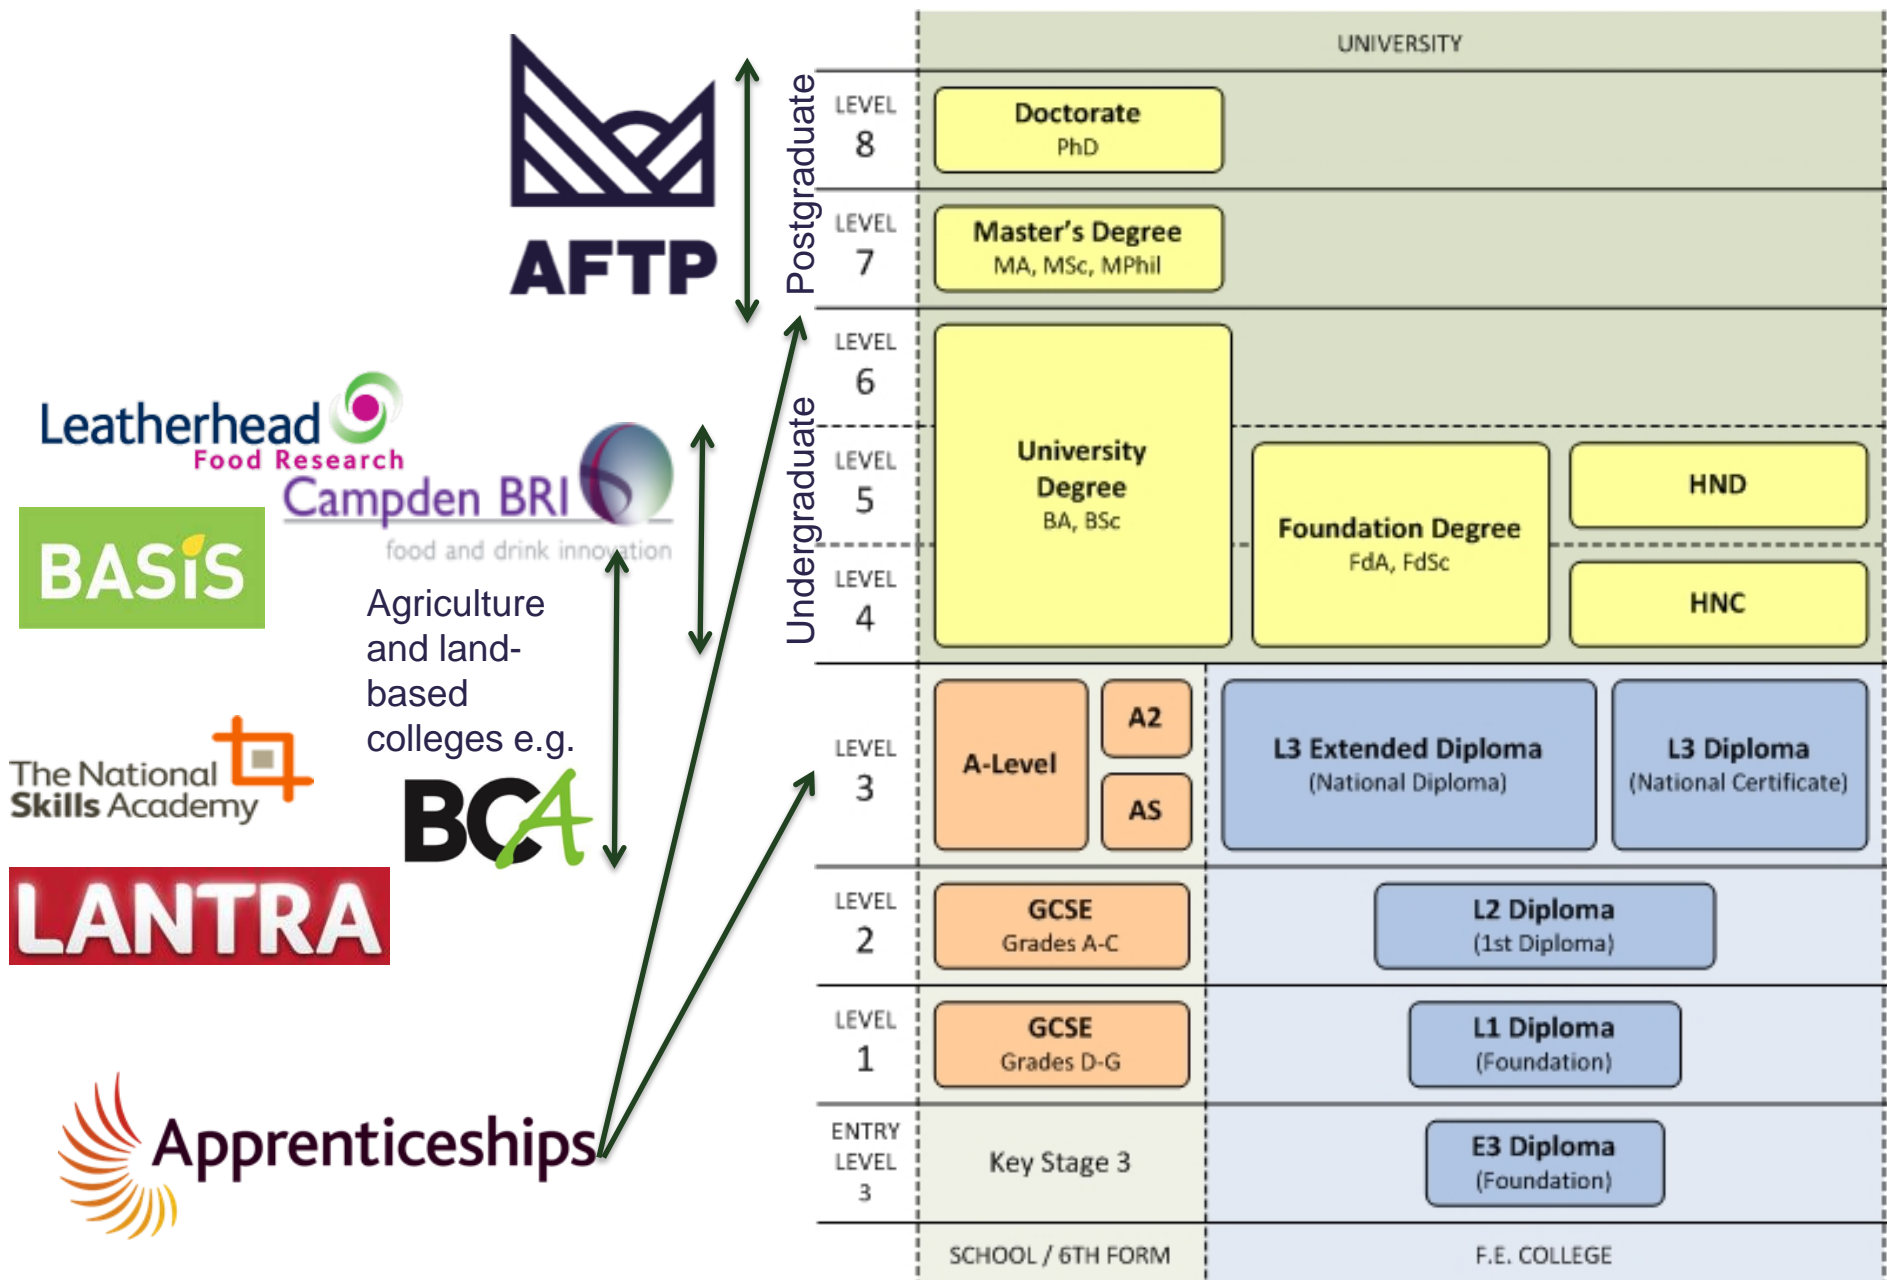 AFTP
Leatherhead
Food Research
Campden BRI
food and drink innovation
BASiS
Agriculture
and land-
based
colleges e.g.
The National
Skills Academy
BCA
LANTRA
Apprenticeships
Postgraduate
Undergraduate
UNIVERSITY
LEVEL
8
Doctorate
PhD
LEVEL
7
Master's Degree
MA, MSc, MPhil
LEVEL
6
LEVEL
5
LEVEL
4
University
Degree
BA, BSc
Foundation Degree
FdA, FdSc
HND
HNC
LEVEL
3
A-Level
A2
AS
L3 Extended Diploma
(National Diploma)
L3 Diploma
(National Certificate)
LEVEL
2
GCSE
Grades A-C
L2 Diploma
(1st Diploma)
LEVEL
1
GCSE
Grades D-G
L1 Diploma
(Foundation)
ENTRY
LEVEL
3
Key Stage 3
E3 Diploma
(Foundation)
SCHOOL / 6TH FORM
F.E. COLLEGE